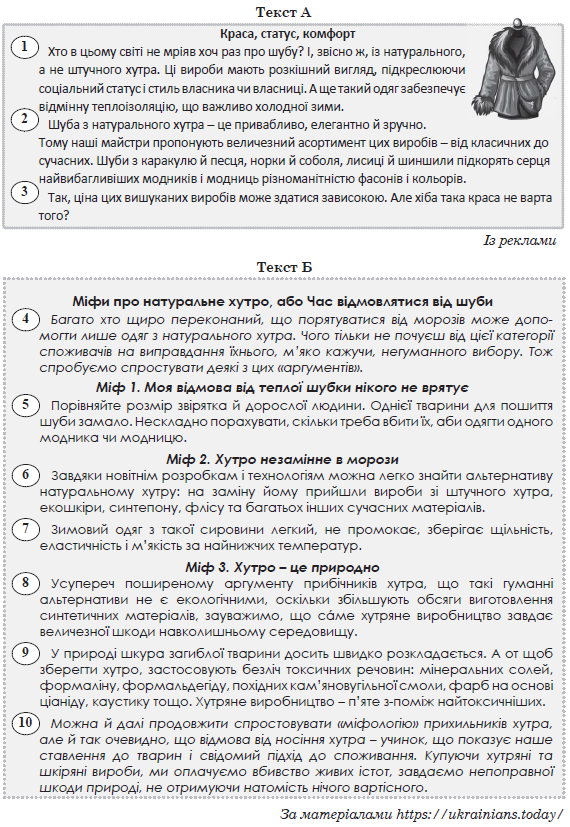 Текст А
Краса, статус, комфорт
1 Хто в цьому світі не мріяв хоч раз про шубу? І, звісно ж, із натурального,
а не штучного хутра. Ці вироби мають розкішний вигляд, підкреслюючи
соціальний статус і стиль власника чи власниці. А ще такий одяг забезпечує
відмінну теплоізоляцію, що важливо холодної зими.
2 Шуба з натурального хутра – це привабливо, елегантно й зручно.
Тому наші майстри пропонують величезний асортимент цих виробів – від класичних до
сучасних. Шуби з каракулю й песця, норки й соболя, лисиці й шиншили підкорять серця
найвибагливіших модників і модниць різноманітністю фасонів і кольорів.
3 Так, ціна цих вишуканих виробів може здатися зависокою. Але хіба така краса не варта
того?
Із реклами
Текст Б
Міфи про натуральне хутро, або Час відмовлятися від шуби
4 Багато хто щиро переконаний, що порятуватися від морозів може допо-
могти лише одяг з натурального хутра. Чого тільки не почуєш від цієї категорії
споживачів на виправдання їхнього, м’яко кажучи, негуманного вибору. Тож
спробуємо спростувати деякі з цих «аргументів».
Міф 1. Моя відмова від теплої шубки нікого не врятує
5 Порівняйте розмір звірятка й дорослої людини. Однієї тварини для пошиття
шуби замало. Нескладно порахувати, скільки треба вбити їх, аби одягти одного
модника чи модницю.
Міф 2. Хутро незамінне в морози
6 Завдяки новітнім розробкам і технологіям можна легко знайти альтернативу
натуральному хутру: на заміну йому прийшли вироби зі штучного хутра,
екошкіри, синтепону, флісу та багатьох інших сучасних матеріалів.
7 Зимовий одяг з такої сировини легкий, не промокає, зберігає щільність,
еластичність і м’якість за найнижчих температур.
Міф 3. Хутро – це природно
8 Усупереч поширеному аргументу прибічників хутра, що такі гуманні
альтернативи не є екологічними, оскільки збільшують обсяги виготовлення
синтетичних матеріалів, зауважимо, що са́ме хутряне виробництво завдає
величезної шкоди навколишньому середовищу.
9 У природі шкура загиблої тварини досить швидко розкладається. А от щоб
зберегти хутро, застосовують безліч токсичних речовин: мінеральних солей,
формаліну, формальдегіду, похідних кам’яновугільної смоли, фарб на основі
ціаніду, каустику тощо. Хутряне виробництво – п’яте з-поміж найтоксичніших.
10 Можна й далі продовжити спростовувати «міфологію» прихильників хутра,
але й так очевидно, що відмова від носіння хутра – учинок, що показує наше
ставлення до тварин і свідомий підхід до споживання. Купуючи хутряні та
шкіряні вироби, ми оплачуємо вбивство живих істот, завдаємо непоправної
шкоди природі, не отримуючи натомість нічого вартісного.
За матеріалами https://ukrainians.today/